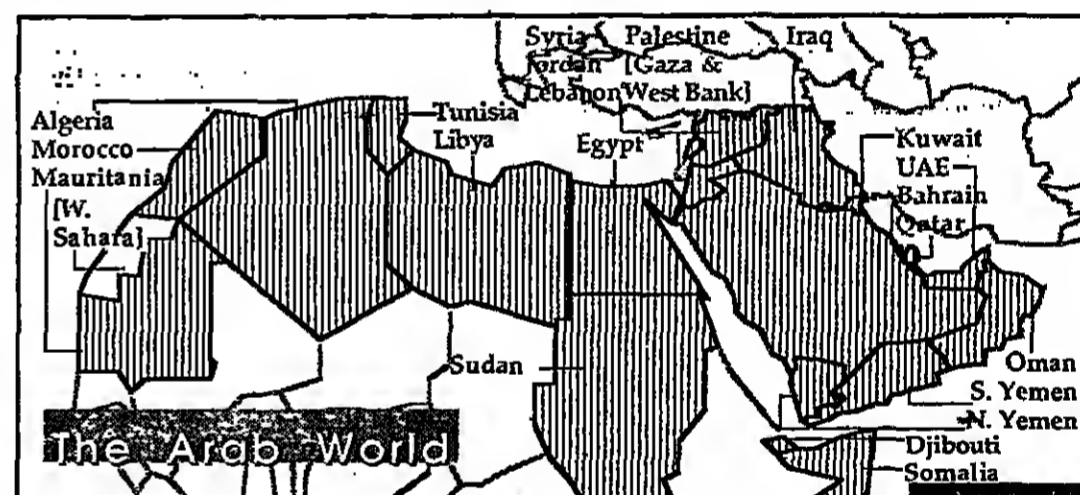 Syria Palestine Iraq
Jordan [Gaza &
Lebanon West Bank]
Algeria
Morocco
Mauritania
[W.
Sahara]
Tunisia
Libya
Egypt
Kuwait
UAE
Bahrain
Qatar
Sudan
Oman
S. Yemen
N. Yemen
Djibouti
Somalia
The Arab World